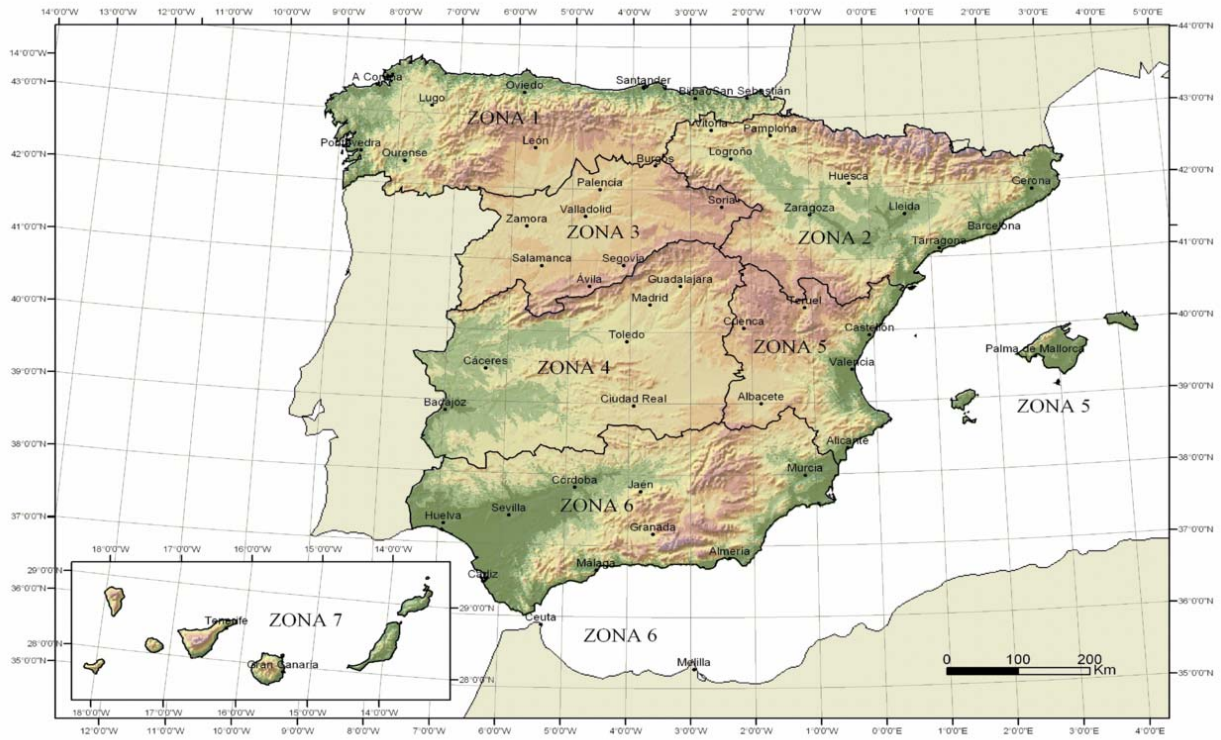 14°0'0"W 13°0'0"W 12°0'0"W 11°0'0"W 10°0'0"W 9°0'0"W 8°0'0"W 7°0'0"W 6°0'0"W 5°0'0"W 4°0'0"W 3°0'0"W 2°0'0"W 1°0'0"W 0°0'0"E 1°0'0"E 2°0'0"E 3°0'0"E 4°0'0"E 5°0'0"E
44°0'0"N
14°0'0"W
43°0'0"N
A Coruña
Lugo
Oviedo
Santander
Bilbao
San Sebastián
43°0'0"N
ZONA 1
Vitoria
Pamplona
León
Pontevedra
Ourense
42°0'0"N
Burgos
Logroño
Huesca
Gerona
42°0'0"N
Palencia
Soria
Valladolid
Zamora
Zaragoza
Lleida
Barcelona
41°0'0"N
ZONA 3
ZONA 2
Tarragona
41°0'0"N
Salamanca
Segovia
Ávila
Guadalajara
Madrid
Teruel
40°0'0"N
40°0'0"N
Cuenca
Castellón
Toledo
ZONA 5
Palma de Mallorca
Cáceres
ZONA 4
Valencia
39°0'0"N
39°0'0"N
Badajoz
Ciudad Real
Albacete
ZONA 5
38°0'0"N
Alicante
38°0'0"N
Murcia
Córdoba
Jaén
ZONA 6
Sevilla
Huelva
37°0'0"N
Granada
37°0'0"N
Almería
Málaga
Cádiz
18°0'0"W 17°0'0"W 16°0'0"W 15°0'0"W 14°0'0"W
29°0'0"N
36°0'0"N
29°0'0"N
36°0'0"N
Tenerife
ZONA 7
Ceuta
ZONA 6
28°0'0"N
35°0'0"N
Gran Canaria
Melilla
0 100 200
Km
35°0'0"N
28°0'0"N
18°0'0"W 17°0'0"W 16°0'0"W 15°0'0"W 14°0'0"W
12°0'0"W 11°0'0"W 10°0'0"W 9°0'0"W 8°0'0"W 7°0'0"W 6°0'0"W 5°0'0"W 4°0'0"W 3°0'0"W 2°0'0"W 1°0'0"W 0°0'0"E 1°0'0"E 2°0'0"E 3°0'0"E 4°0'0"E